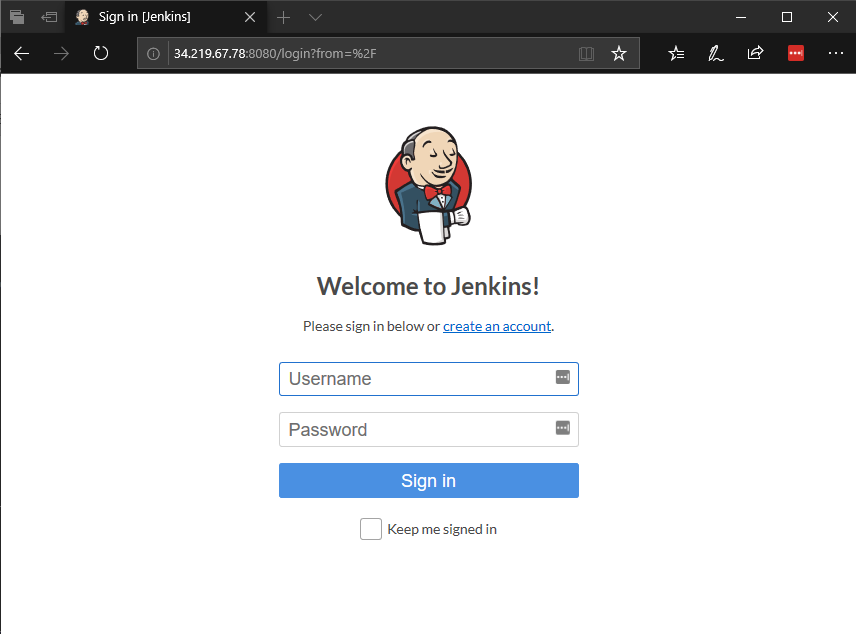 Sign in [Jenkins]
34.219.67.78:8080/login?from=%2F
Welcome to Jenkins!
Please sign in below or create an account.
Username
Password
Sign in
Keep me signed in